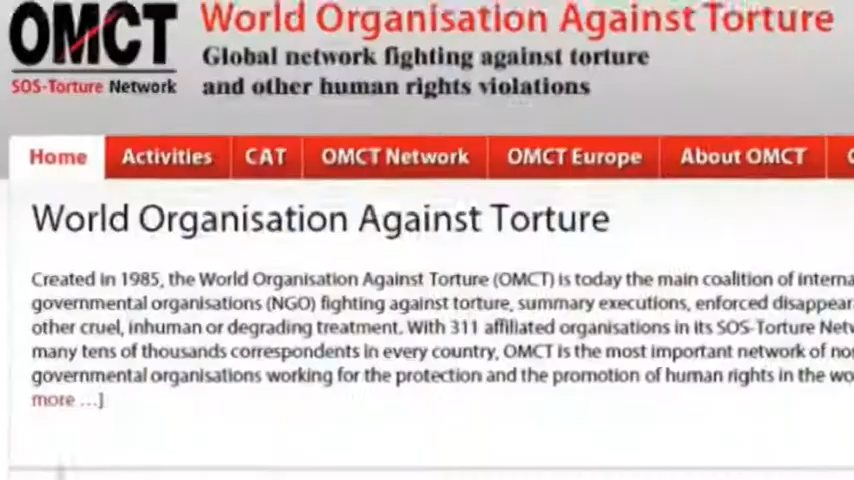 OMCT
SOS-Torture Network
World Organisation Against Torture
Global network fighting against torture
and other human rights violations
Home Activities CAT OMCT Network OMCT Europe About OMCT
World Organisation Against Torture
Created in 1985, the World Organisation Against Torture (OMCT) is today the main coalition of interna
governmental organisations (NGO) fighting against torture, summary executions, enforced disappear
other cruel, inhuman or degrading treatment. With 311 affiliated organisations in its SOS-Torture Netw
many tens of thousands correspondents in every country, OMCT is the most important network of no
governmental organisations working for the protection and the promotion of human rights in the wo
more ...]